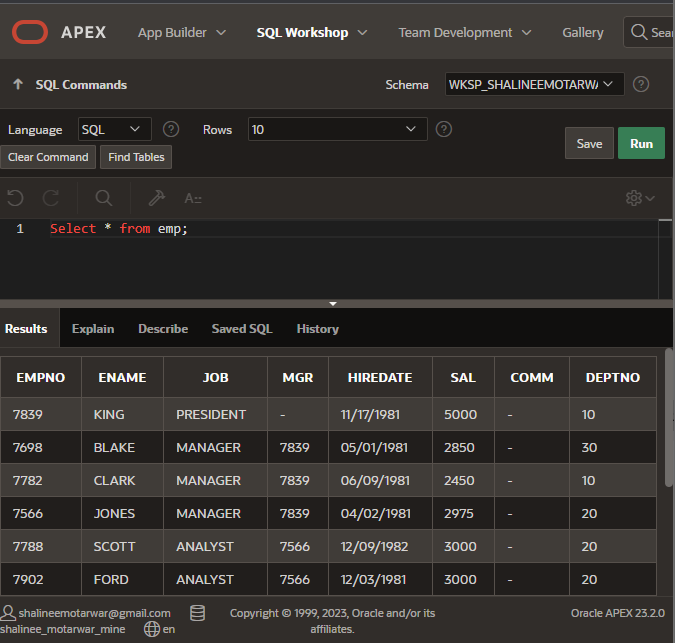 APEX App Builder SQL Workshop Team Development Gallery Sea
SQL Commands Schema WKSP_SHALINEEMOTARWA
Language SQL Rows 10
Clear Command Find Tables Save Run
A::
1 Select * from emp;
Results Explain Describe Saved SQL History
EMPNO ENAME JOB MGR HIREDATE SAL COMM DEPTNO
7839 KING PRESIDENT - 11/17/1981 5000 - 10
7698 BLAKE MANAGER 7839 05/01/1981 2850 - 30
7782 CLARK MANAGER 7839 06/09/1981 2450 - 10
7566 JONES MANAGER 7839 04/02/1981 2975 - 20
7788 SCOTT ANALYST 7566 12/09/1982 3000 - 20
7902 FORD ANALYST 7566 12/03/1981 3000 - 20
shalineemotarwar@gmail.com Copyright © 1999, 2023, Oracle and/or its Oracle APEX 23.2.0
shalinee_motarwar_mine en affiliates.